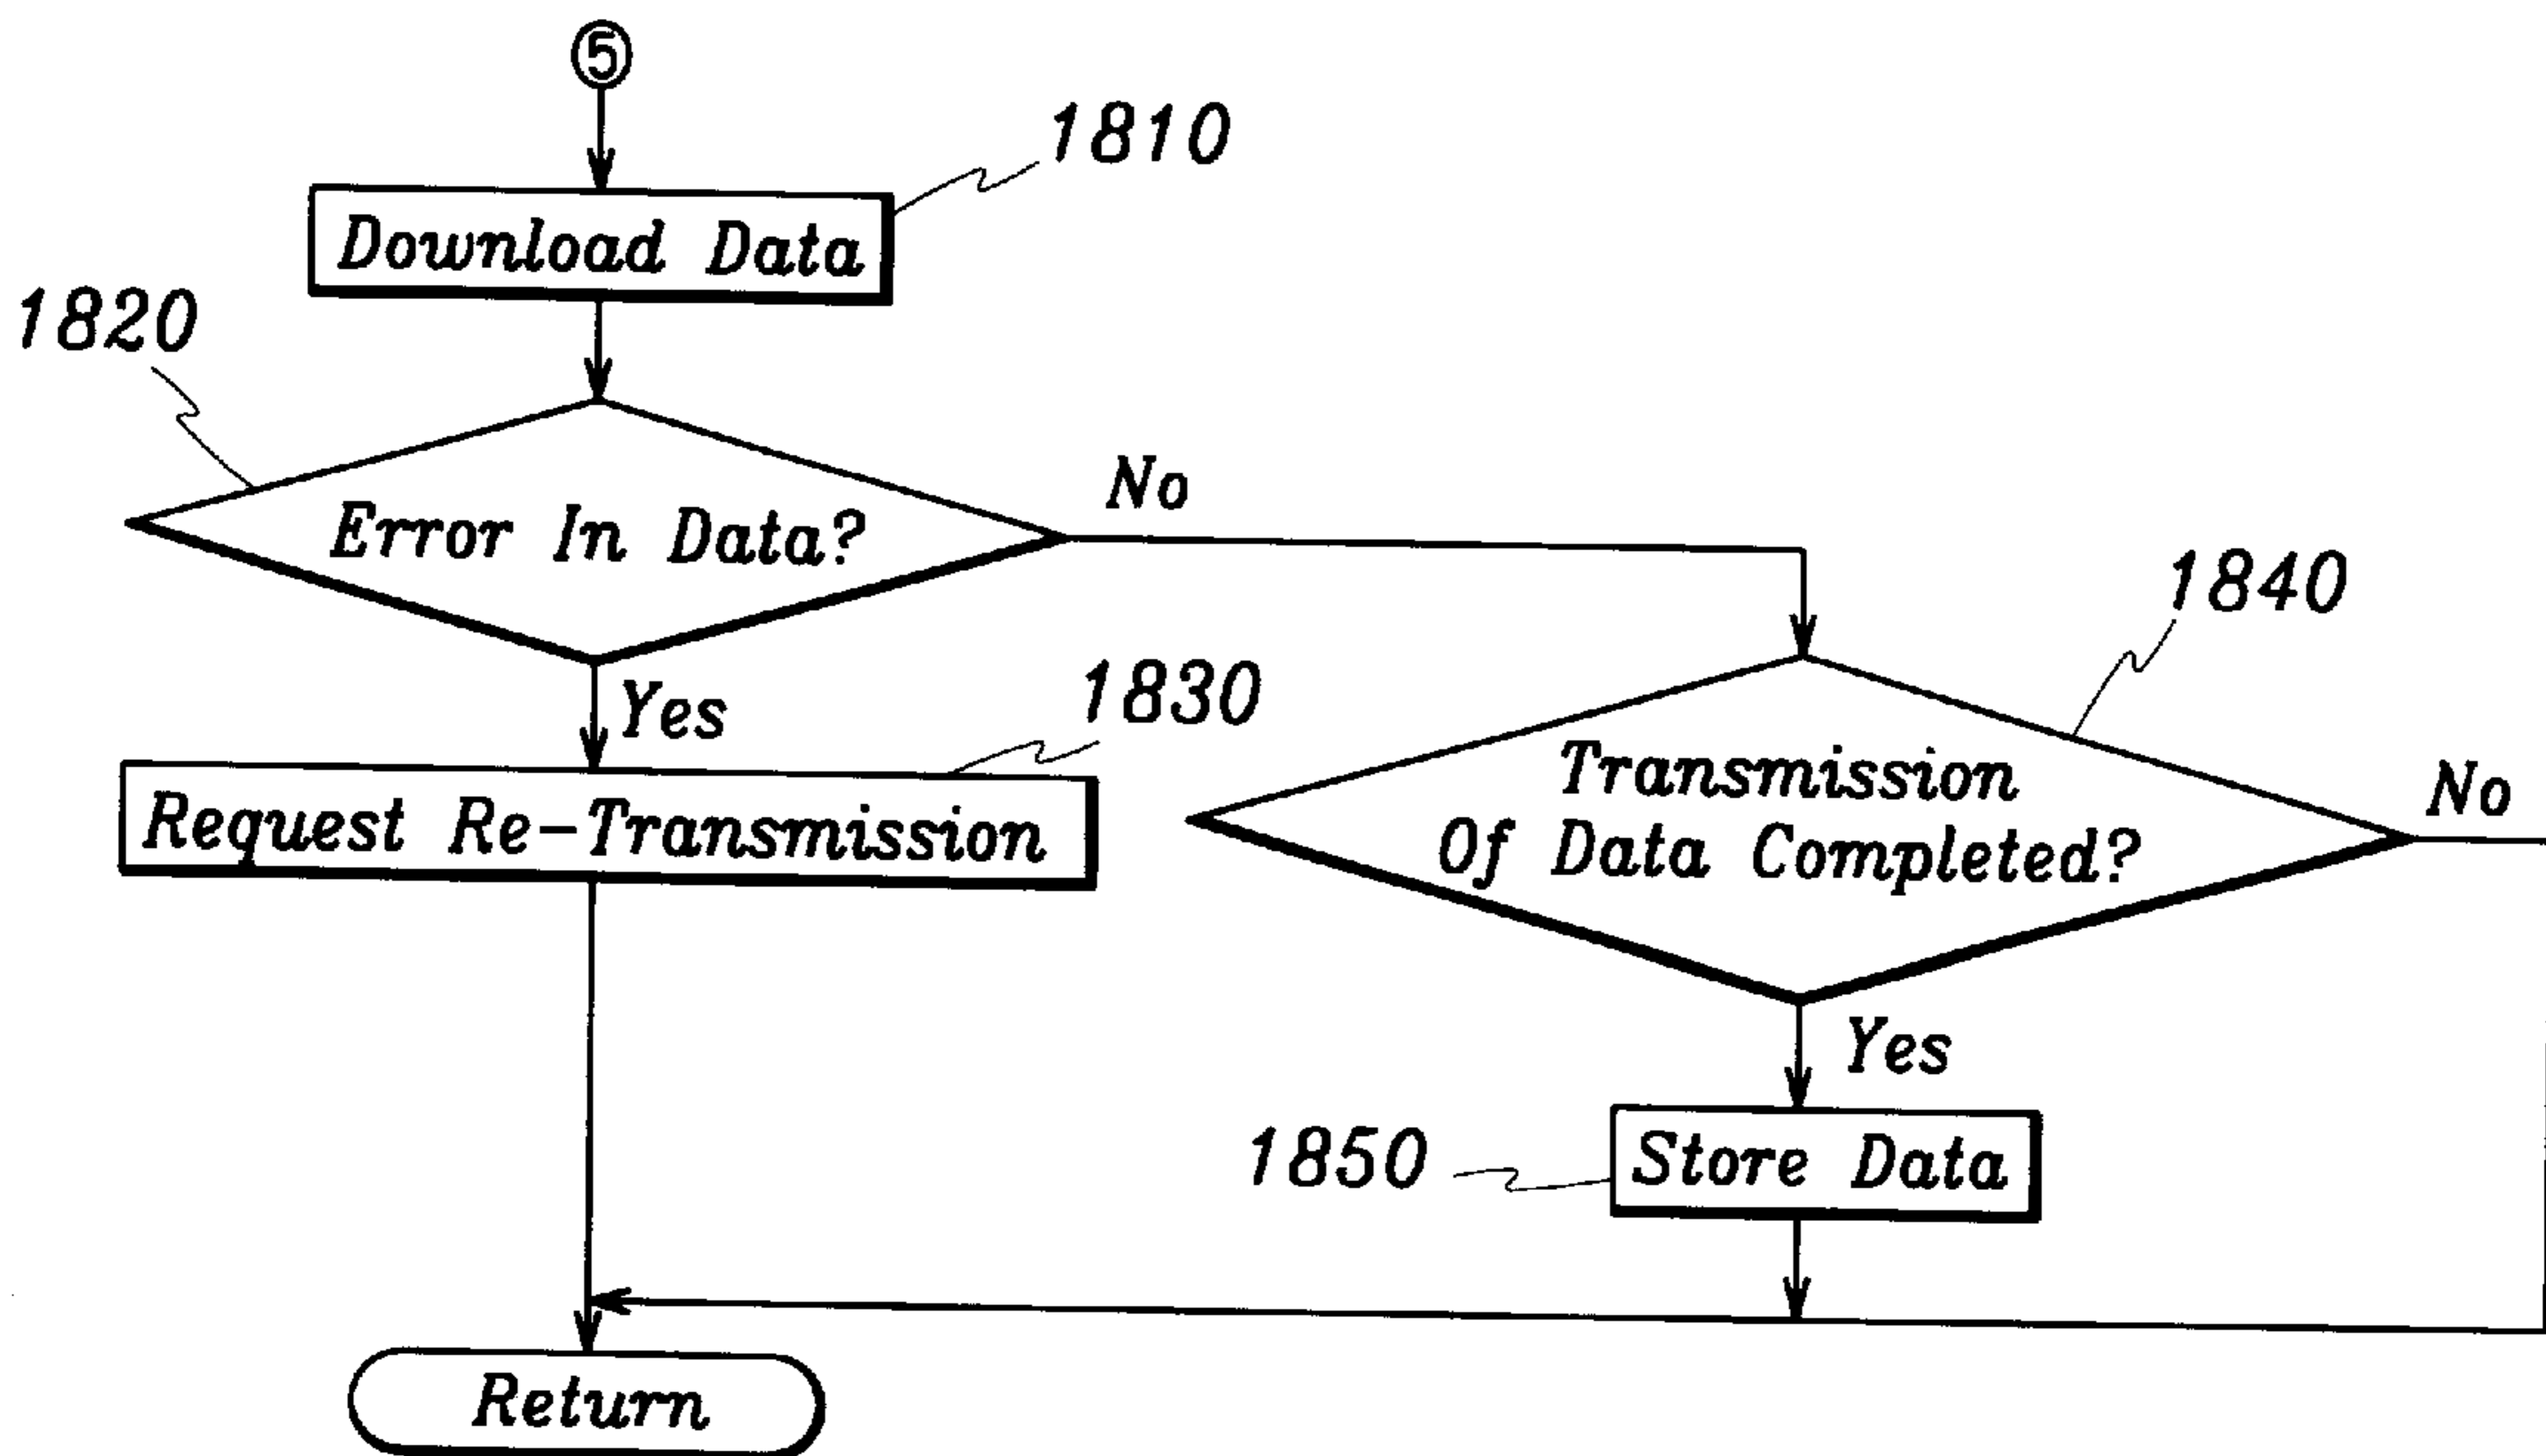 5
1810
Download Data
1820
Error In Data?
No
Yes
1830
Request Re-Transmission
1840
Transmission
Of Data Completed?
No
Yes
1850
Store Data
Return